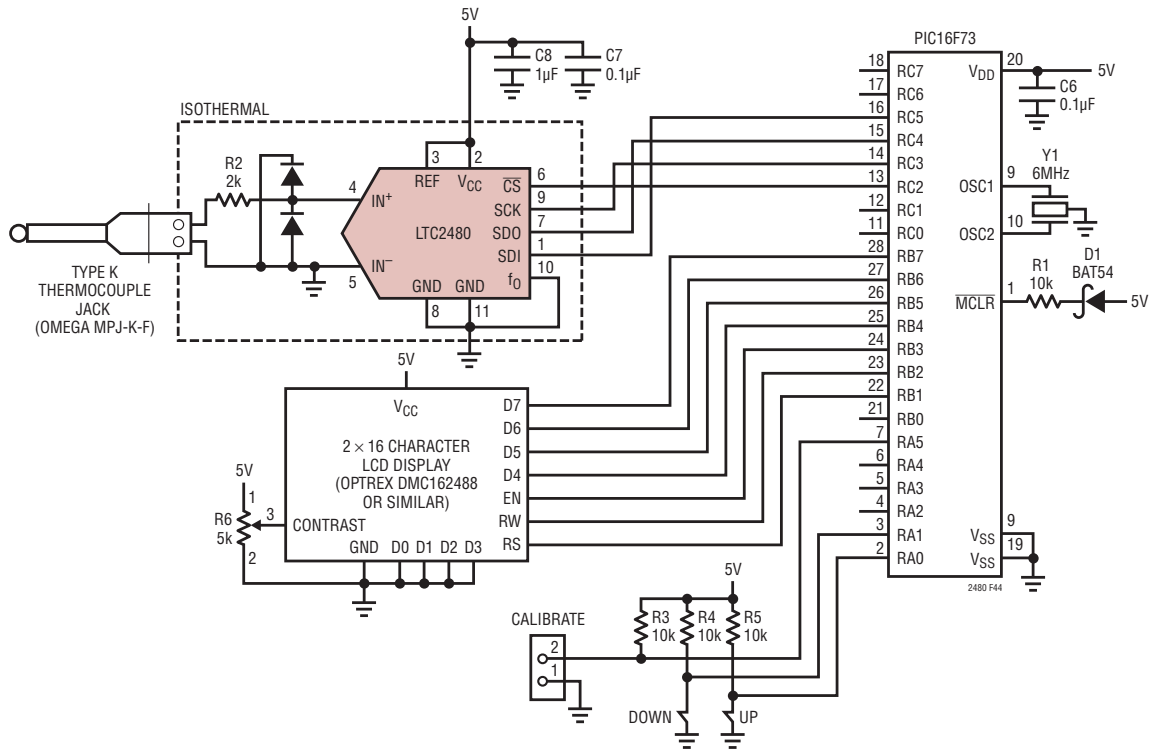 5V
C8
1µF
C7
0.1µF
ISOTHERMAL
R2
2k
4
5
3
2
REF
VCC
IN+
IN−
LTC2480
GND
GND
8
11
CS
SCK
SDO
SDI
fO
6
9
7
1
10
TYPE K
THERMOCOUPLE
JACK
(OMEGA MPJ-K-F)
PIC16F73
18
RC7
17
RC6
16
RC5
15
RC4
14
RC3
13
RC2
12
RC1
11
RC0
28
RB7
27
RB6
26
RB5
25
RB4
24
RB3
23
RB2
22
RB1
21
RB0
7
RA5
6
RA4
5
RA3
4
RA2
3
RA1
2
RA0
VDD
20
5V
C6
0.1µF
Y1
6MHz
OSC1
9
OSC2
10
R1
10k
D1
BAT54
MCLR
1
5V
VSS
9
VSS
19
2480 F44
5V
VCC
2 × 16 CHARACTER
LCD DISPLAY
(OPTREX DMC162488
OR SIMILAR)
D7
D6
D5
D4
EN
RW
RS
5V
1
R6
5k
3
2
CONTRAST
GND D0 D1 D2 D3
5V
R3
10k
R4
10k
R5
10k
CALIBRATE
2
1
DOWN
UP